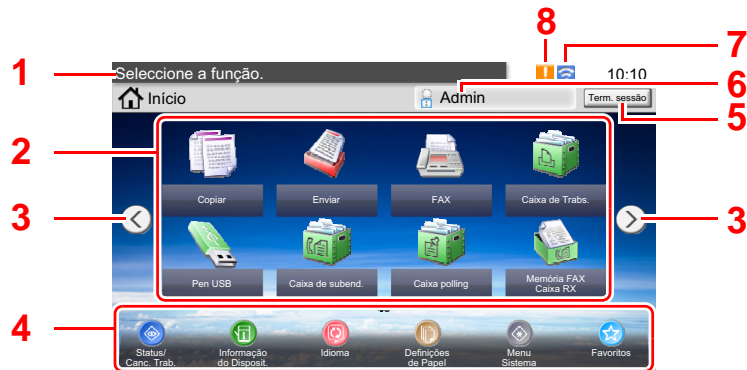 8
7
1
Seleccione a função.
10:10
6
Início
Admin
Term. sessão
5
2
Copiar
Enviar
FAX
Caixa de Trabs.
3
3
Pen USB
Caixa de subend.
Caixa polling
Memória FAX
Caixa RX
4
Status/
Canc. Trab.
Informação
do Disposit.
Idioma
Definições
de Papel
Menu
Sistema
Favoritos